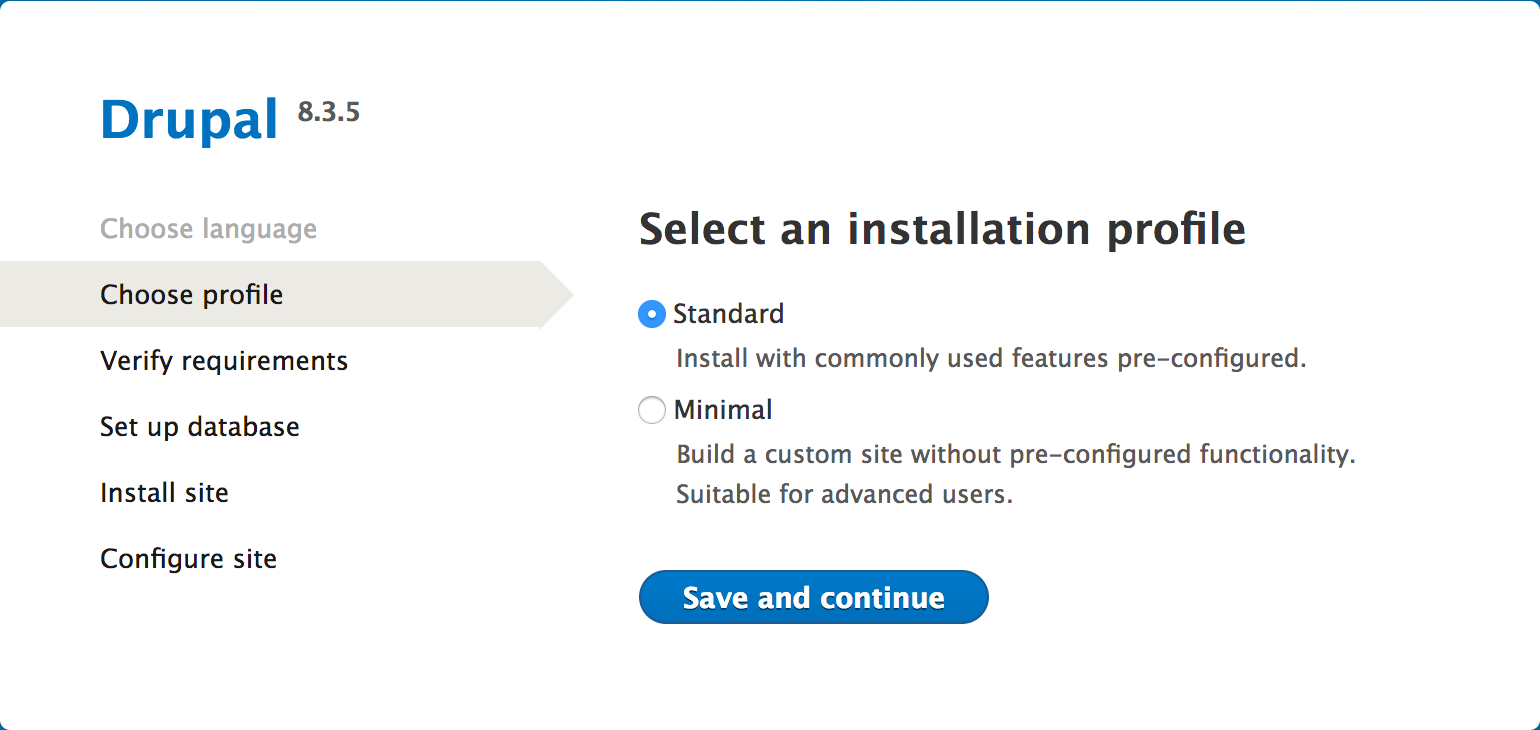 Drupal 8.3.5
Choose language
Choose profile
Verify requirements
Set up database
Install site
Configure site
Select an installation profile
Standard
Install with commonly used features pre-configured.
Minimal
Build a custom site without pre-configured functionality.
Suitable for advanced users.
Save and continue